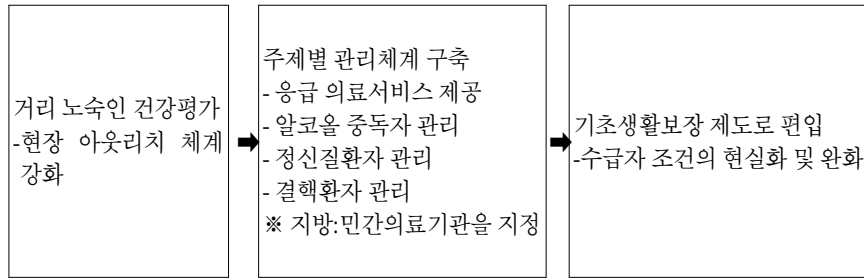 거리 노숙인 건강평가
-현장 아웃리치 체계
강화
➡
주제별 관리체계 구축
- 응급 의료서비스 제공
- 알코올 중독자 관리
- 정신질환자 관리
- 결핵환자 관리
※ 지방:민간의료기관을 지정
➡
기초생활보장 제도로 편입
-수급자 조건의 현실화 및 완화